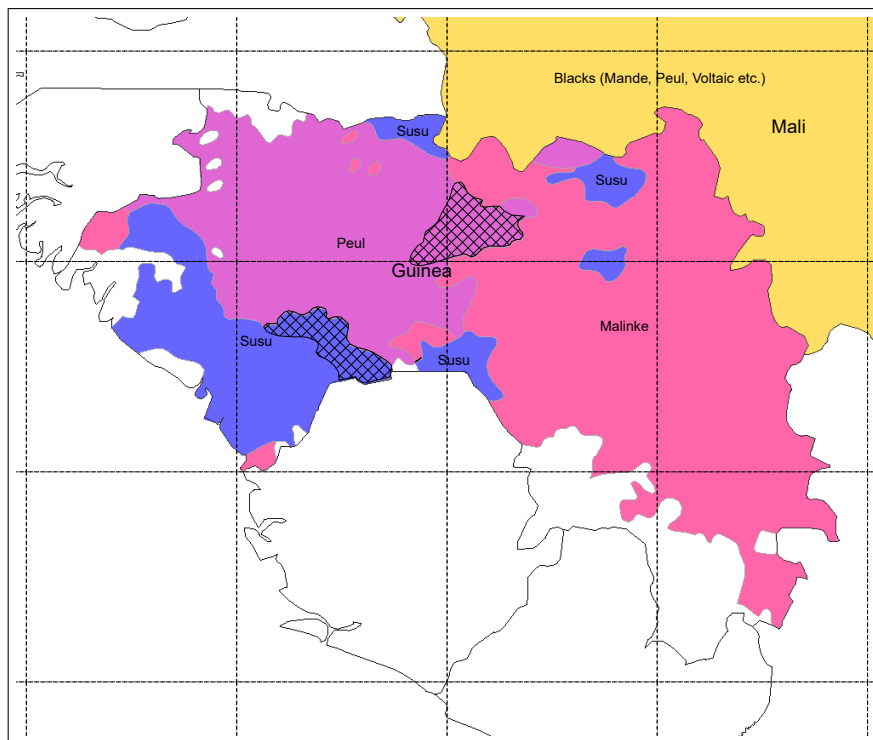 Blacks (Mande, Peul, Voltaic etc.)
Mali
Susu
Susu
Peul
Guinea
Malinke
Susu
Susu